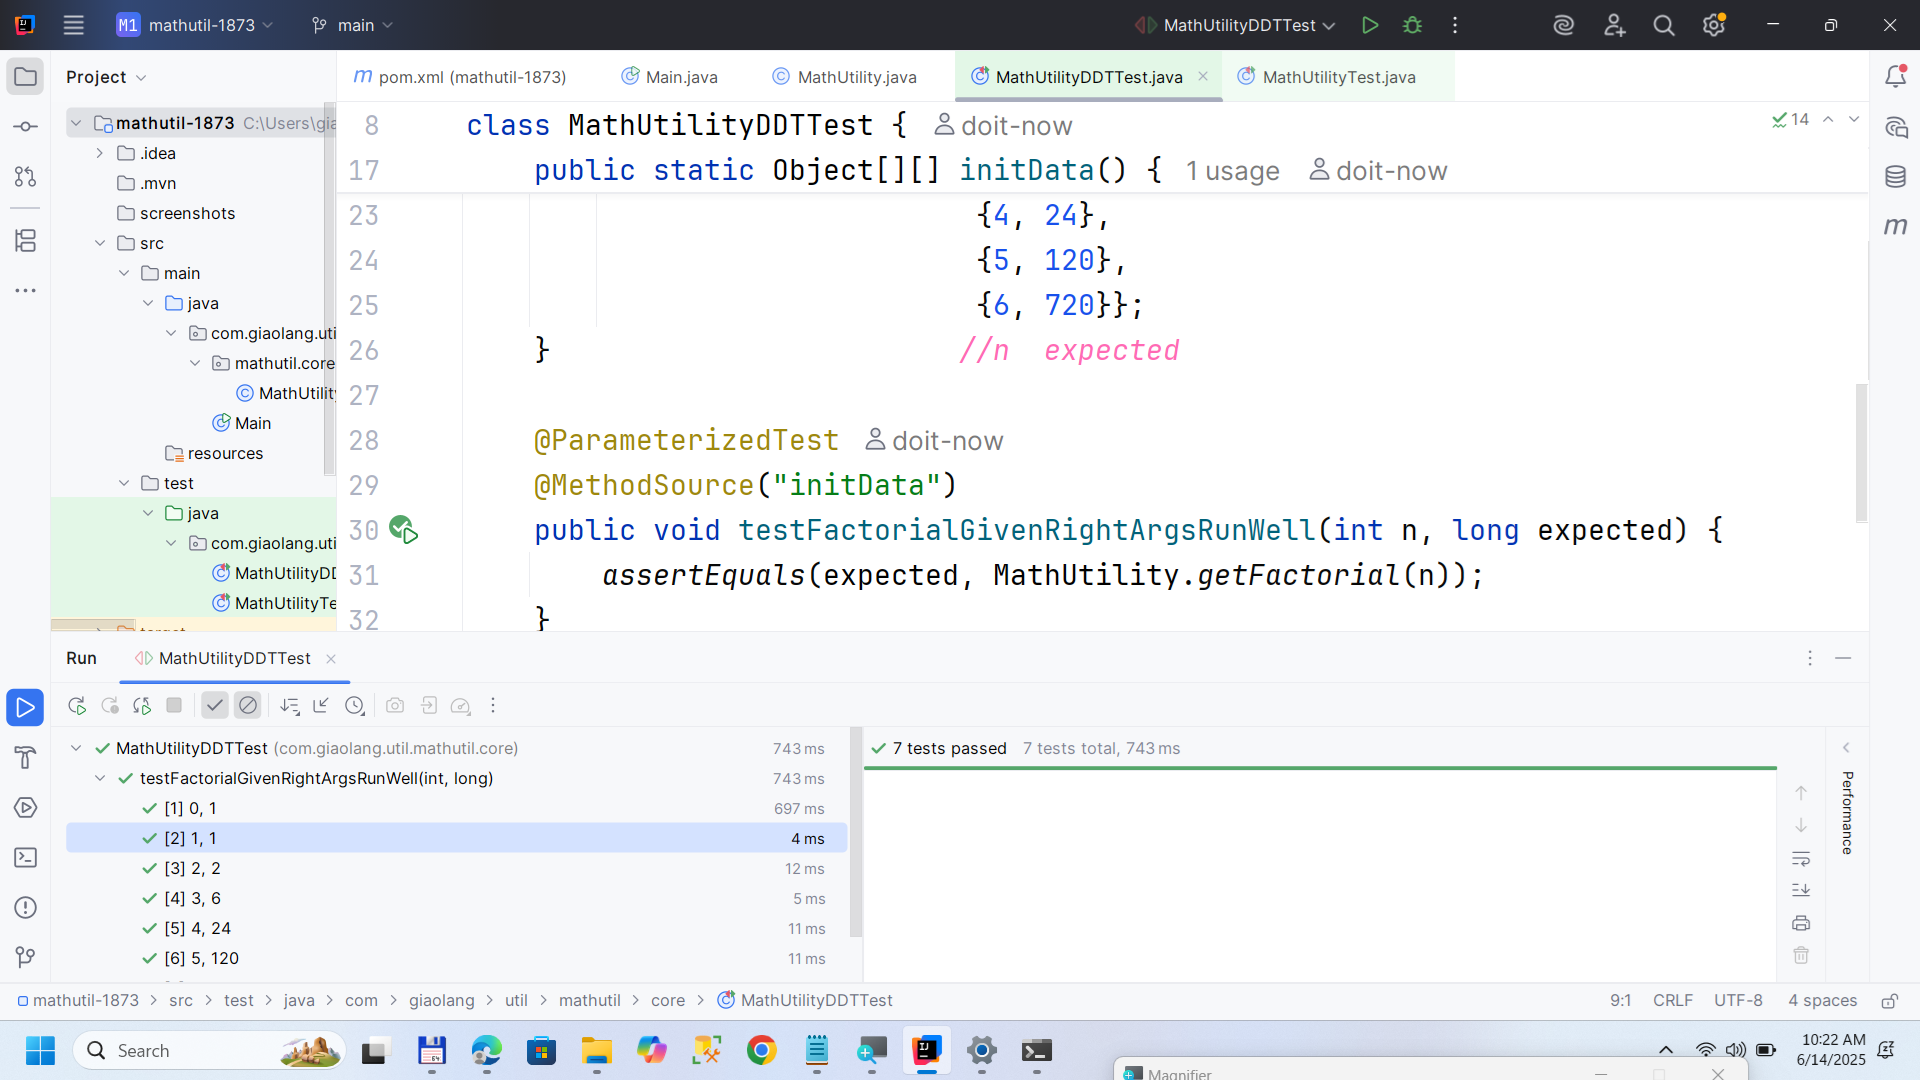 M1 mathutil-1873 main MathUtilityDDTTest
Project
pom.xml (mathutil-1873) Main.java MathUtility.java MathUtilityDDTTest.java MathUtilityTest.java
mathutil-1873 C:\Users\gia
.idea
.mvn
screenshots
src
main
java
com.giaolang.uti
mathutil.core
MathUtility
Main
resources
test
java
com.giaolang.uti
MathUtilityDD
MathUtilityTe
8 class MathUtilityDDTTest { doit-now
17 public static Object[][] initData() { 1 usage doit-now
14
23 {4, 24},
24 {5, 120},
25 {6, 720}};
26 } //n expected
27
28 @ParameterizedTest doit-now
29 @MethodSource("initData")
30 public void testFactorialGivenRightArgsRunWell(int n, long expected) {
31 assertEquals(expected, MathUtility.getFactorial(n));
32 }
Run MathUtilityDDTTest
MathUtilityDDTTest (com.giaolang.util.mathutil.core) 743 ms
testFactorialGivenRightArgsRunWell(int, long) 743 ms
[1] 0, 1 697 ms
[2] 1, 1 4 ms
[3] 2, 2 12 ms
[4] 3, 6 5 ms
[5] 4, 24 11 ms
[6] 5, 120 11 ms
7 tests passed 7 tests total, 743 ms
Performance
mathutil-1873 > src > test > java > com > giaolang > util > mathutil > core > MathUtilityDDTTest
9:1 CRLF UTF-8 4 spaces
Search
10:22 AM
6/14/2025
Magnifier